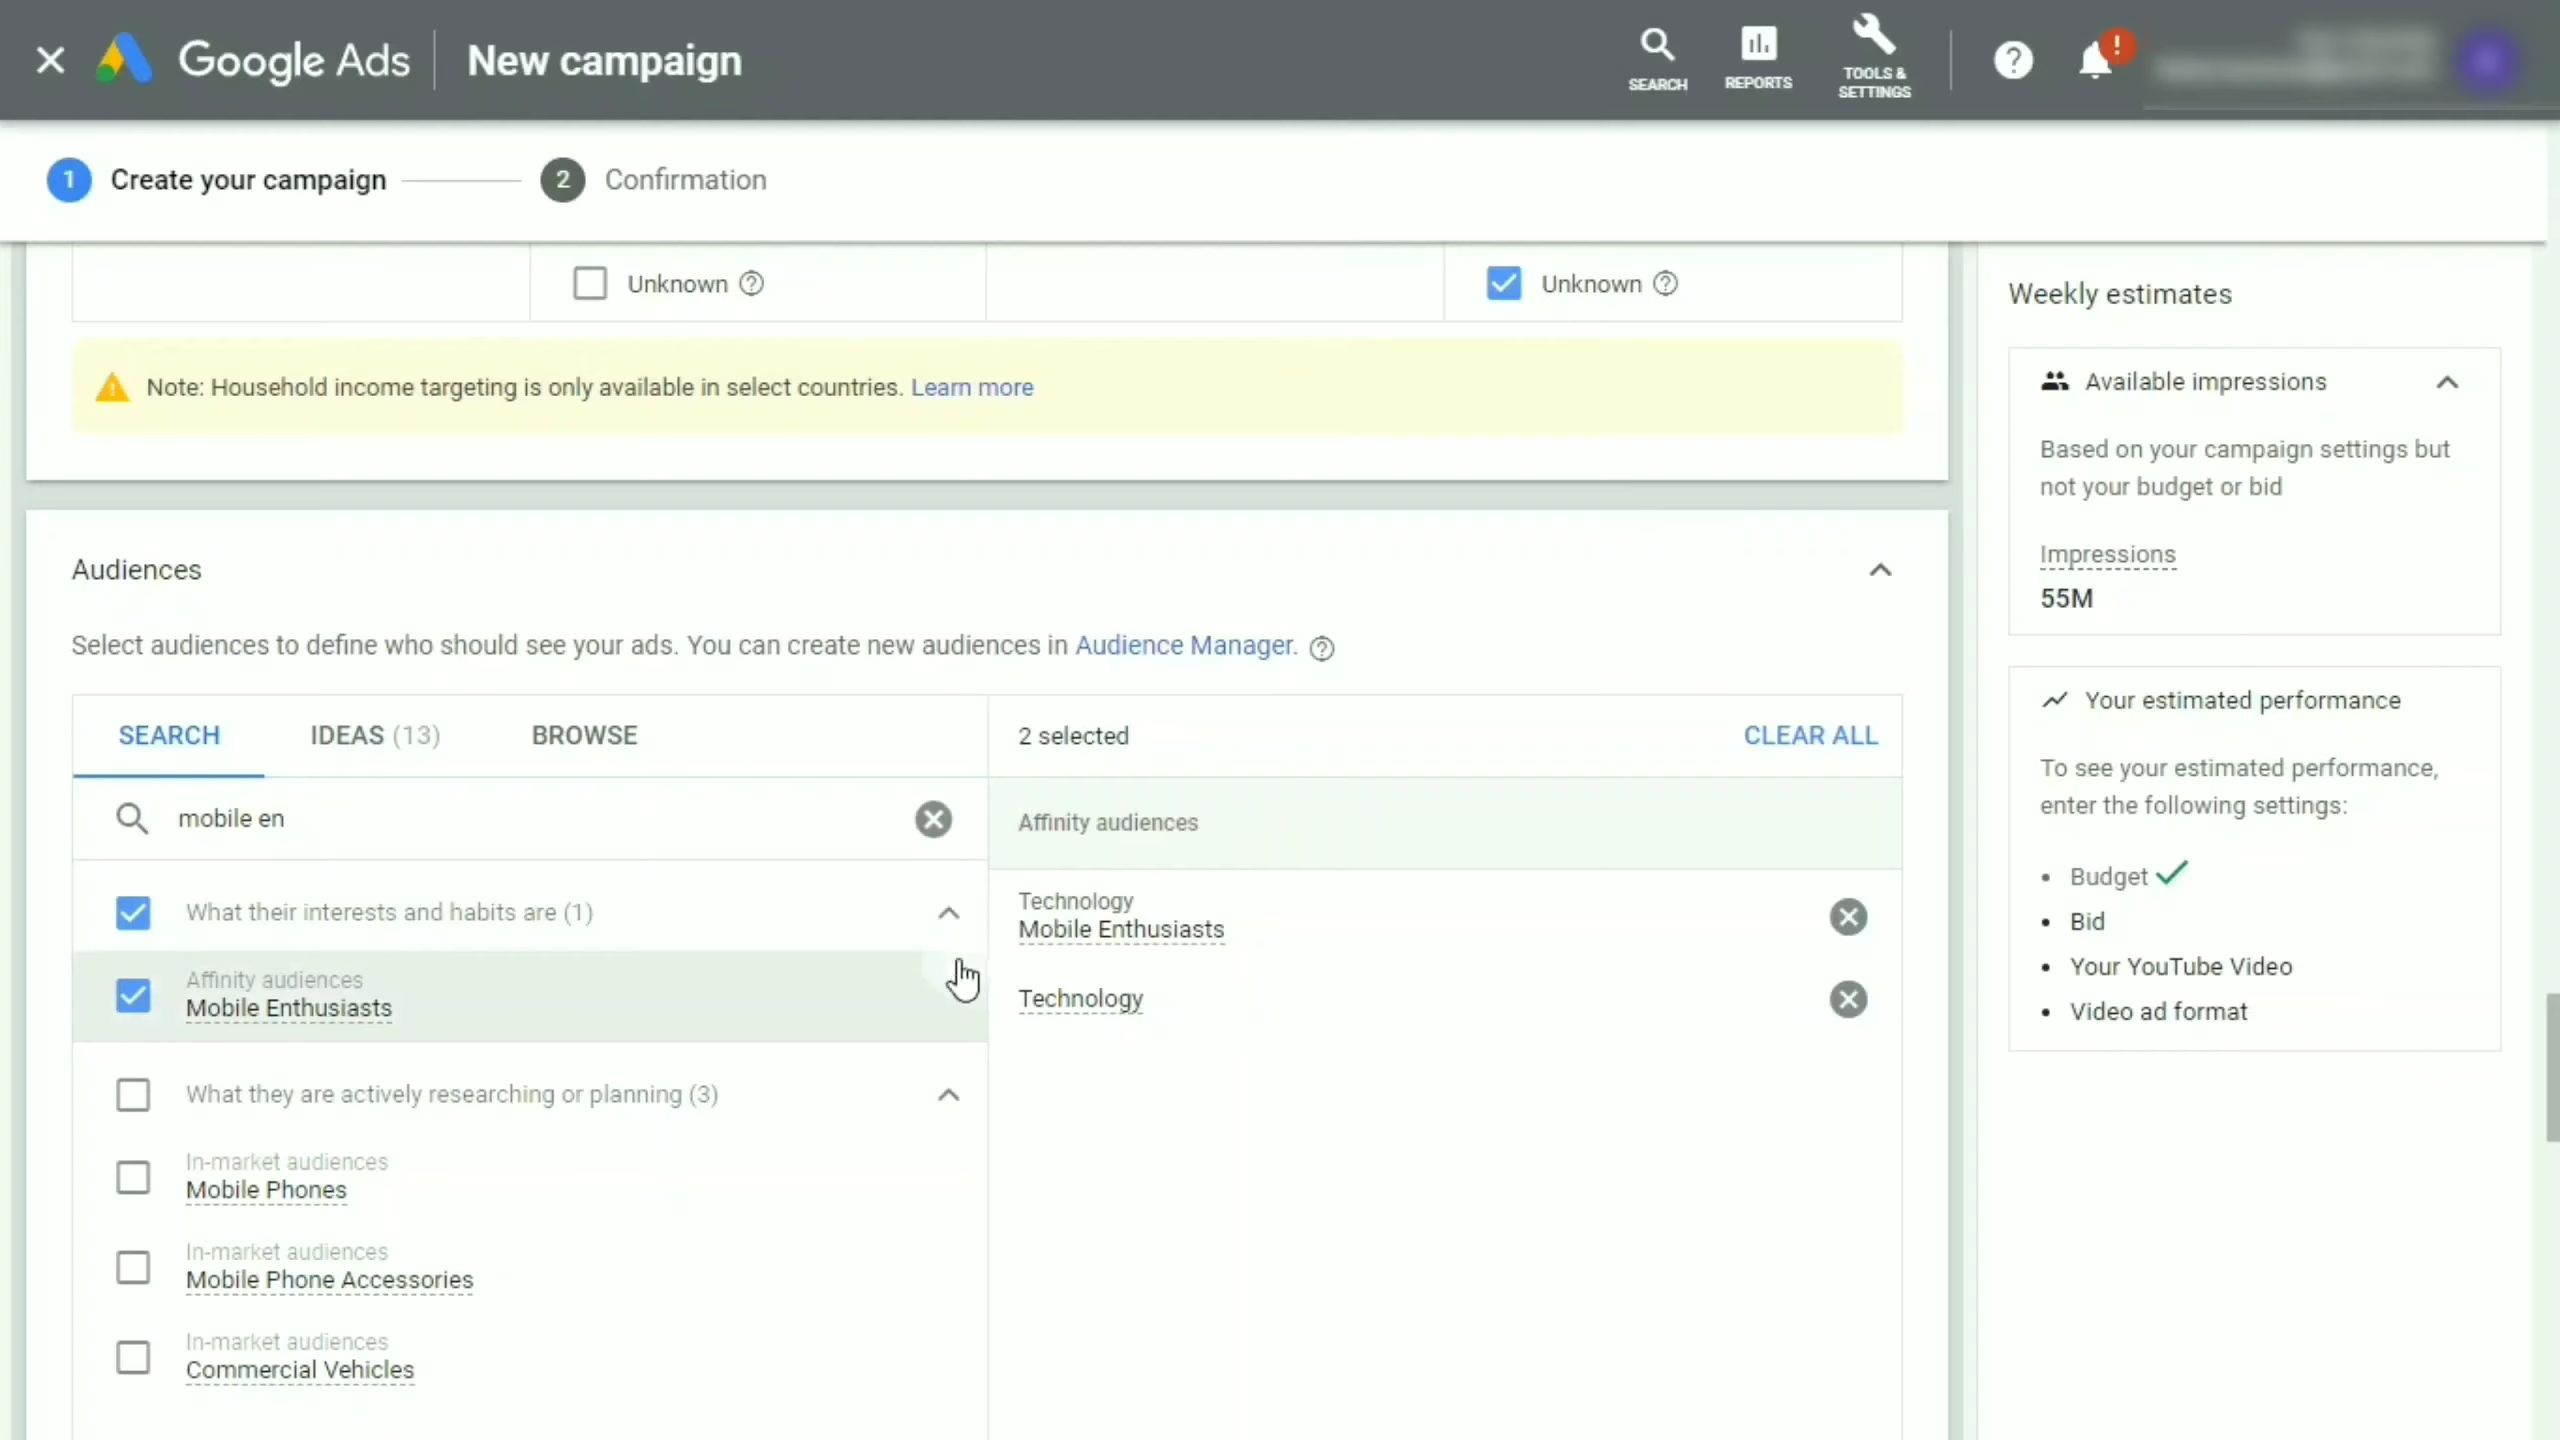 Google Ads
New campaign
SEARCH
REPORTS
TOOLS &
SETTINGS
?
!
1
Create your campaign
2
Confirmation
Unknown ?
Unknown ?
Note: Household income targeting is only available in select countries. Learn more
Audiences
Select audiences to define who should see your ads. You can create new audiences in Audience Manager. ?
SEARCH
IDEAS (13)
BROWSE
mobile en
What their interests and habits are (1)
Affinity audiences
Mobile Enthusiasts
What they are actively researching or planning (3)
In-market audiences
Mobile Phones
In-market audiences
Mobile Phone Accessories
In-market audiences
Commercial Vehicles
2 selected
CLEAR ALL
Affinity audiences
Technology
Mobile Enthusiasts
Technology
Weekly estimates
Available impressions
Based on your campaign settings but
not your budget or bid
Impressions
55M
Your estimated performance
To see your estimated performance,
enter the following settings:
• Budget
• Bid
• Your YouTube Video
• Video ad format